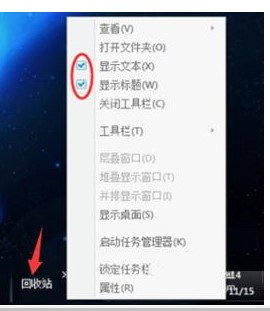 查看(V)
打开文件夹(O)
显示文本(X)
显示标题(W)
关闭工具栏(C)
工具栏(T)
层叠窗口(D)
堆叠显示窗口(T)
并排显示窗口(I)
显示桌面(S)
启动任务管理器(K)
锁定任务栏
属性(R)
回收站
11/15